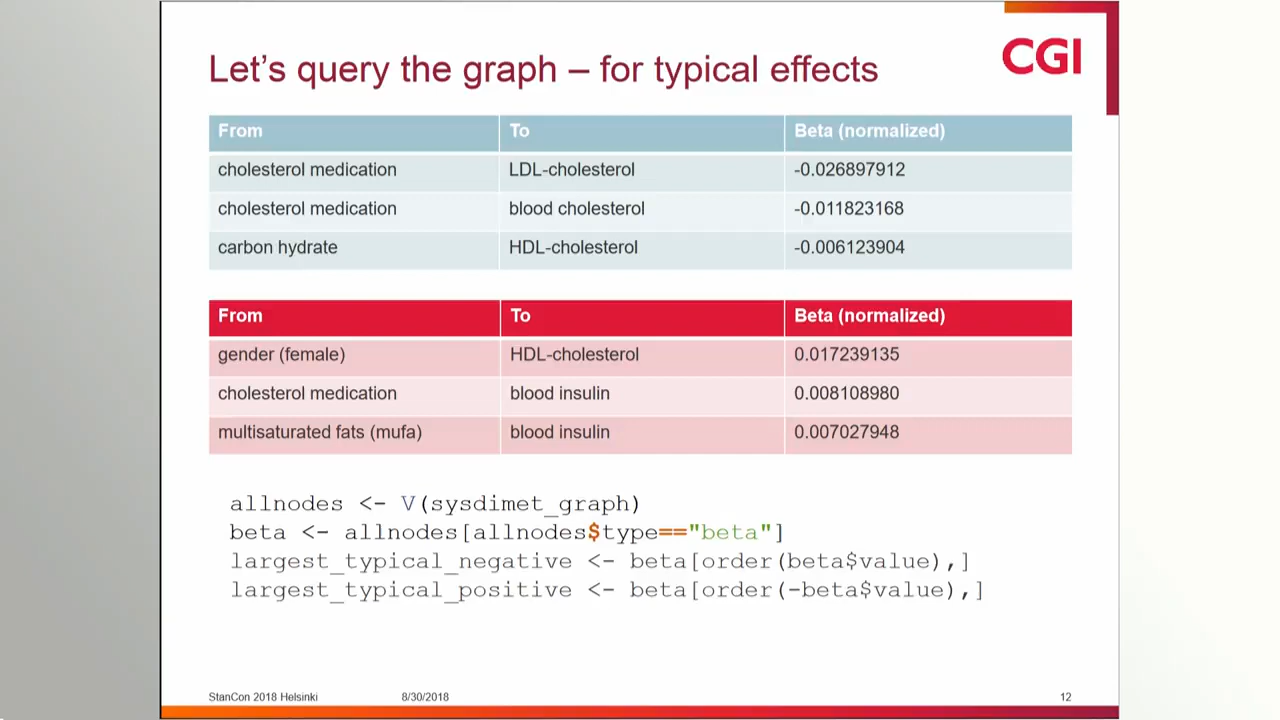 Let's query the graph – for typical effects
CGI
From To Beta (normalized)
cholesterol medication LDL-cholesterol -0.026897912
cholesterol medication blood cholesterol -0.011823168
carbon hydrate HDL-cholesterol -0.006123904
From To Beta (normalized)
gender (female) HDL-cholesterol 0.017239135
cholesterol medication blood insulin 0.008108980
multisaturated fats (mufa) blood insulin 0.007027948
allnodes <- V(sysdimet_graph)
beta <- allnodes[allnodes$type=="beta"]
largest_typical_negative <- beta[order(beta$value),]
largest_typical_positive <- beta[order(-beta$value),]
StanCon 2018 Helsinki 8/30/2018 12